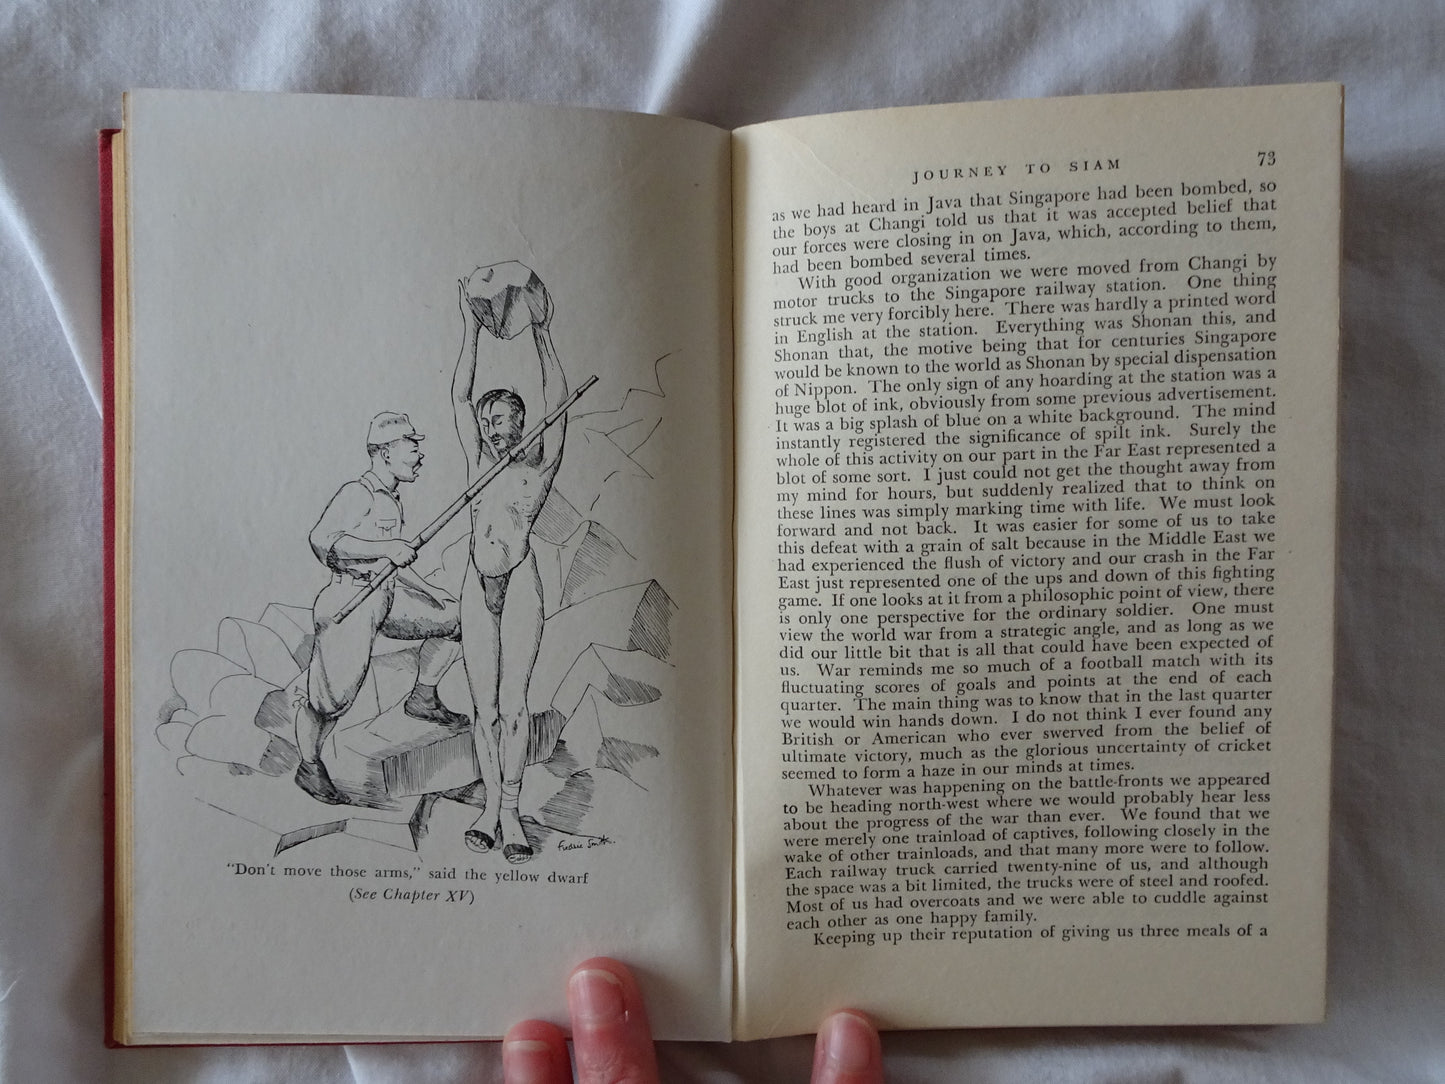 Fredric Smith.
"Don't move those arms," said the yellow dwarf
(See Chapter XV)
JOURNEY TO SIAM 73
as we had heard in Java that Singapore had been bombed, so
the boys at Changi told us that it was accepted belief that
our forces were closing in on Java, which, according to them,
had been bombed several times.
With good organization we were moved from Changi by
motor trucks to the Singapore railway station. One thing
struck me very forcibly here. There was hardly a printed word
in English at the station. Everything was Shonan this, and
Shonan that, the motive being that for centuries Singapore
would be known to the world as Shonan by special dispensation
of Nippon. The only sign of any hoarding at the station was a
huge blot of ink, obviously from some previous advertisement.
It was a big splash of blue on a white background. The mind
instantly registered the significance of spilt ink. Surely the
whole of this activity on our part in the Far East represented a
blot of some sort. I just could not get the thought away from
my mind for hours, but suddenly realized that to think on
these lines was simply marking time with life. We must look
forward and not back. It was easier for some of us to take
this defeat with a grain of salt because in the Middle East we
had experienced the flush of victory and our crash in the Far
East just represented one of the ups and down of this fighting
game. If one looks at it from a philosophic point of view, there
is only one perspective for the ordinary soldier. One must
view the world war from a strategic angle, and as long as we
did our little bit that is all that could have been expected of
us. War reminds me so much of a football match with its
fluctuating scores of goals and points at the end of each
quarter. The main thing was to know that in the last quarter
we would win hands down. I do not think I ever found any
British or American who ever swerved from the belief of
ultimate victory, much as the glorious uncertainty of cricket
seemed to form a haze in our minds at times.
Whatever was happening on the battle-fronts we appeared
to be heading north-west where we would probably hear less
about the progress of the war than ever. We found that we
were merely one trainload of captives, following closely in the
wake of other trainloads, and that many more were to follow.
Each railway truck carried twenty-nine of us, and although
the space was a bit limited, the trucks were of steel and roofed.
Most of us had overcoats and we were able to cuddle against
each other as one happy family.
Keeping up their reputation of giving us three meals of a